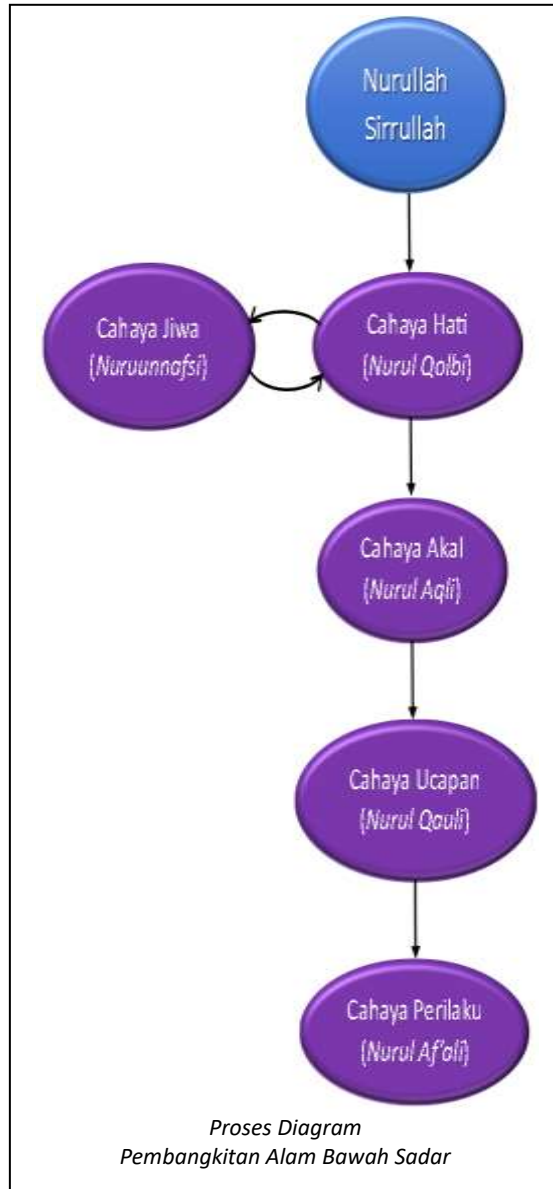 Nurullah
Sirrullah
Cahaya Jiwa
(Nuruunnafsi)
Cahaya Hati
(Nurul Qolbi)
Cahaya Akal
(Nurul Aqli)
Cahaya Ucapan
(Nurul Qauli)
Cahaya Perilaku
(Nurul Af'ali)
Proses Diagram
Pembangkitan Alam Bawah Sadar